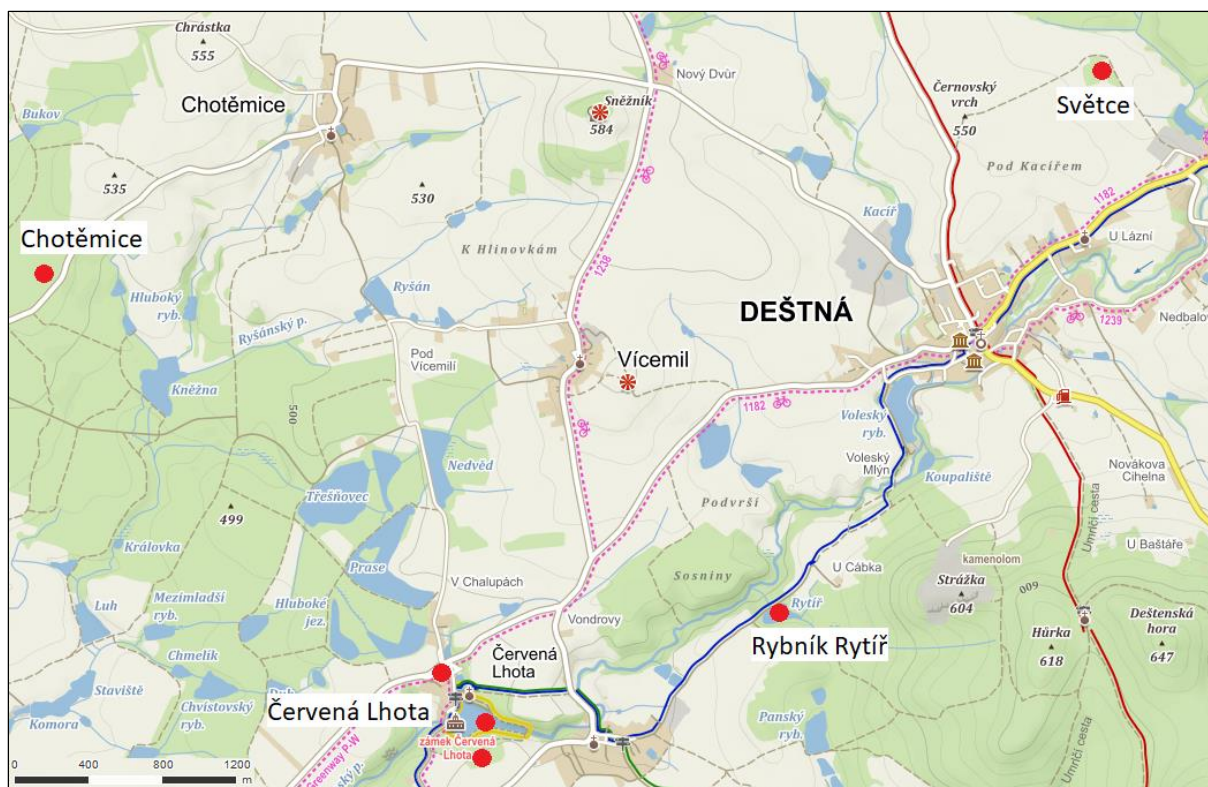 Chrástka
555
Chotěmice
Bukov
535
Chotěmice
530
Hluboký
ryb.
Ryšánský p.
Ryšán
Kněžna
500
Pod
Vícemilí
Nový Dvůr
Sněžník
584
K Hlinovkám
1238
Vícemil
DEŠTNÁ
Černovský
vrch
550
Světce
Pod Kacířem
1182
Kacíř
U Lázní
1239
Nedbalov
1182
Voleský
ryb.
Voleský
Mlýn
Koupaliště
Novákova
Cihelna
Umrlčí cesta
U Baštáře
kamenolom
Strážka
604
600
Hůrka
618
Deštenská
hora
647
Umrlčí cesta
Nedvěd
Třešňovec
499
Královka
Prase
Luh
Mezimladší
ryb.
Hluboké
jez.
V Chalupách
Chmelík
Staviště
Chvistovský
ryb.
Komora
Podvrší
Sosniny
U Cábka
Rytíř
Rybník Rytíř
Vondrovy
Červená
Lhota
Červená Lhota
zámek Červená
Lhota
Panský
ryb.
Greenway P-W
0 400 800 1200
m